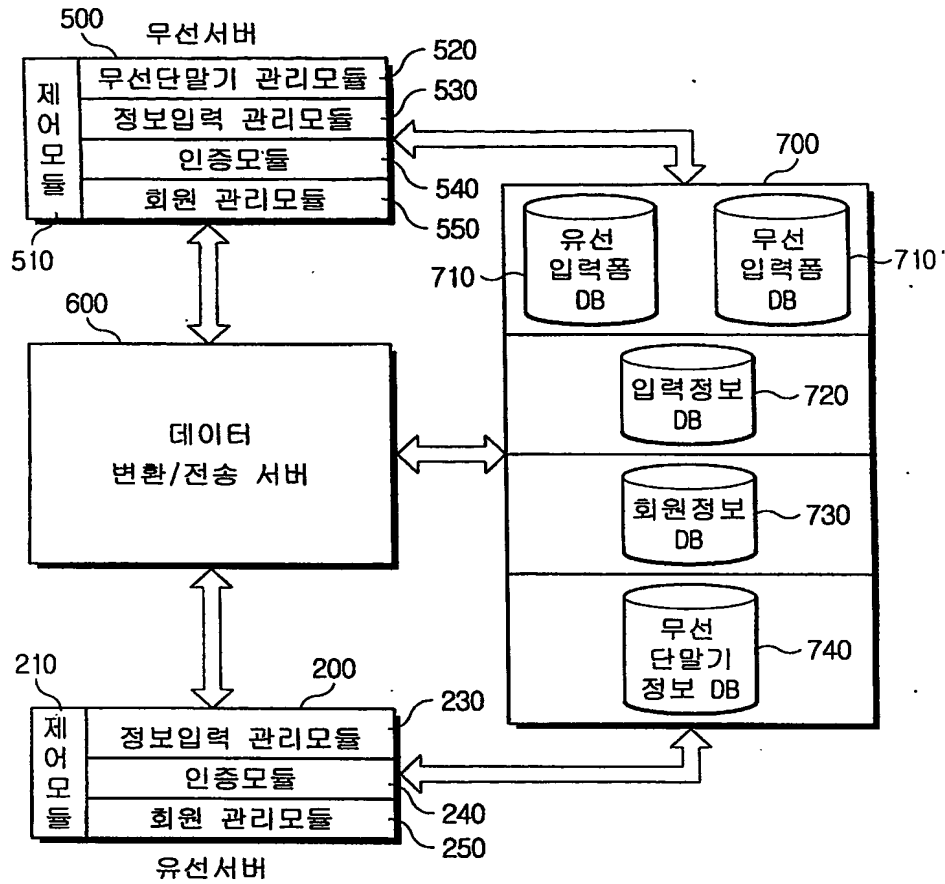 500
무선서버
제
어
모
듈
무선단말기 관리모듈
520
정보입력 관리모듈
530
인증모듈
540
회원 관리모듈
550
510
600
데이터
변환/전송 서버
700
유선
입력폼
DB
710
무선
입력폼
DB
710'
입력정보
DB
720
회원정보
DB
730
무선
단말기
정보 DB
740
210
200
제
어
모
듈
정보입력 관리모듈
230
인증모듈
240
회원 관리모듈
250
유선서버